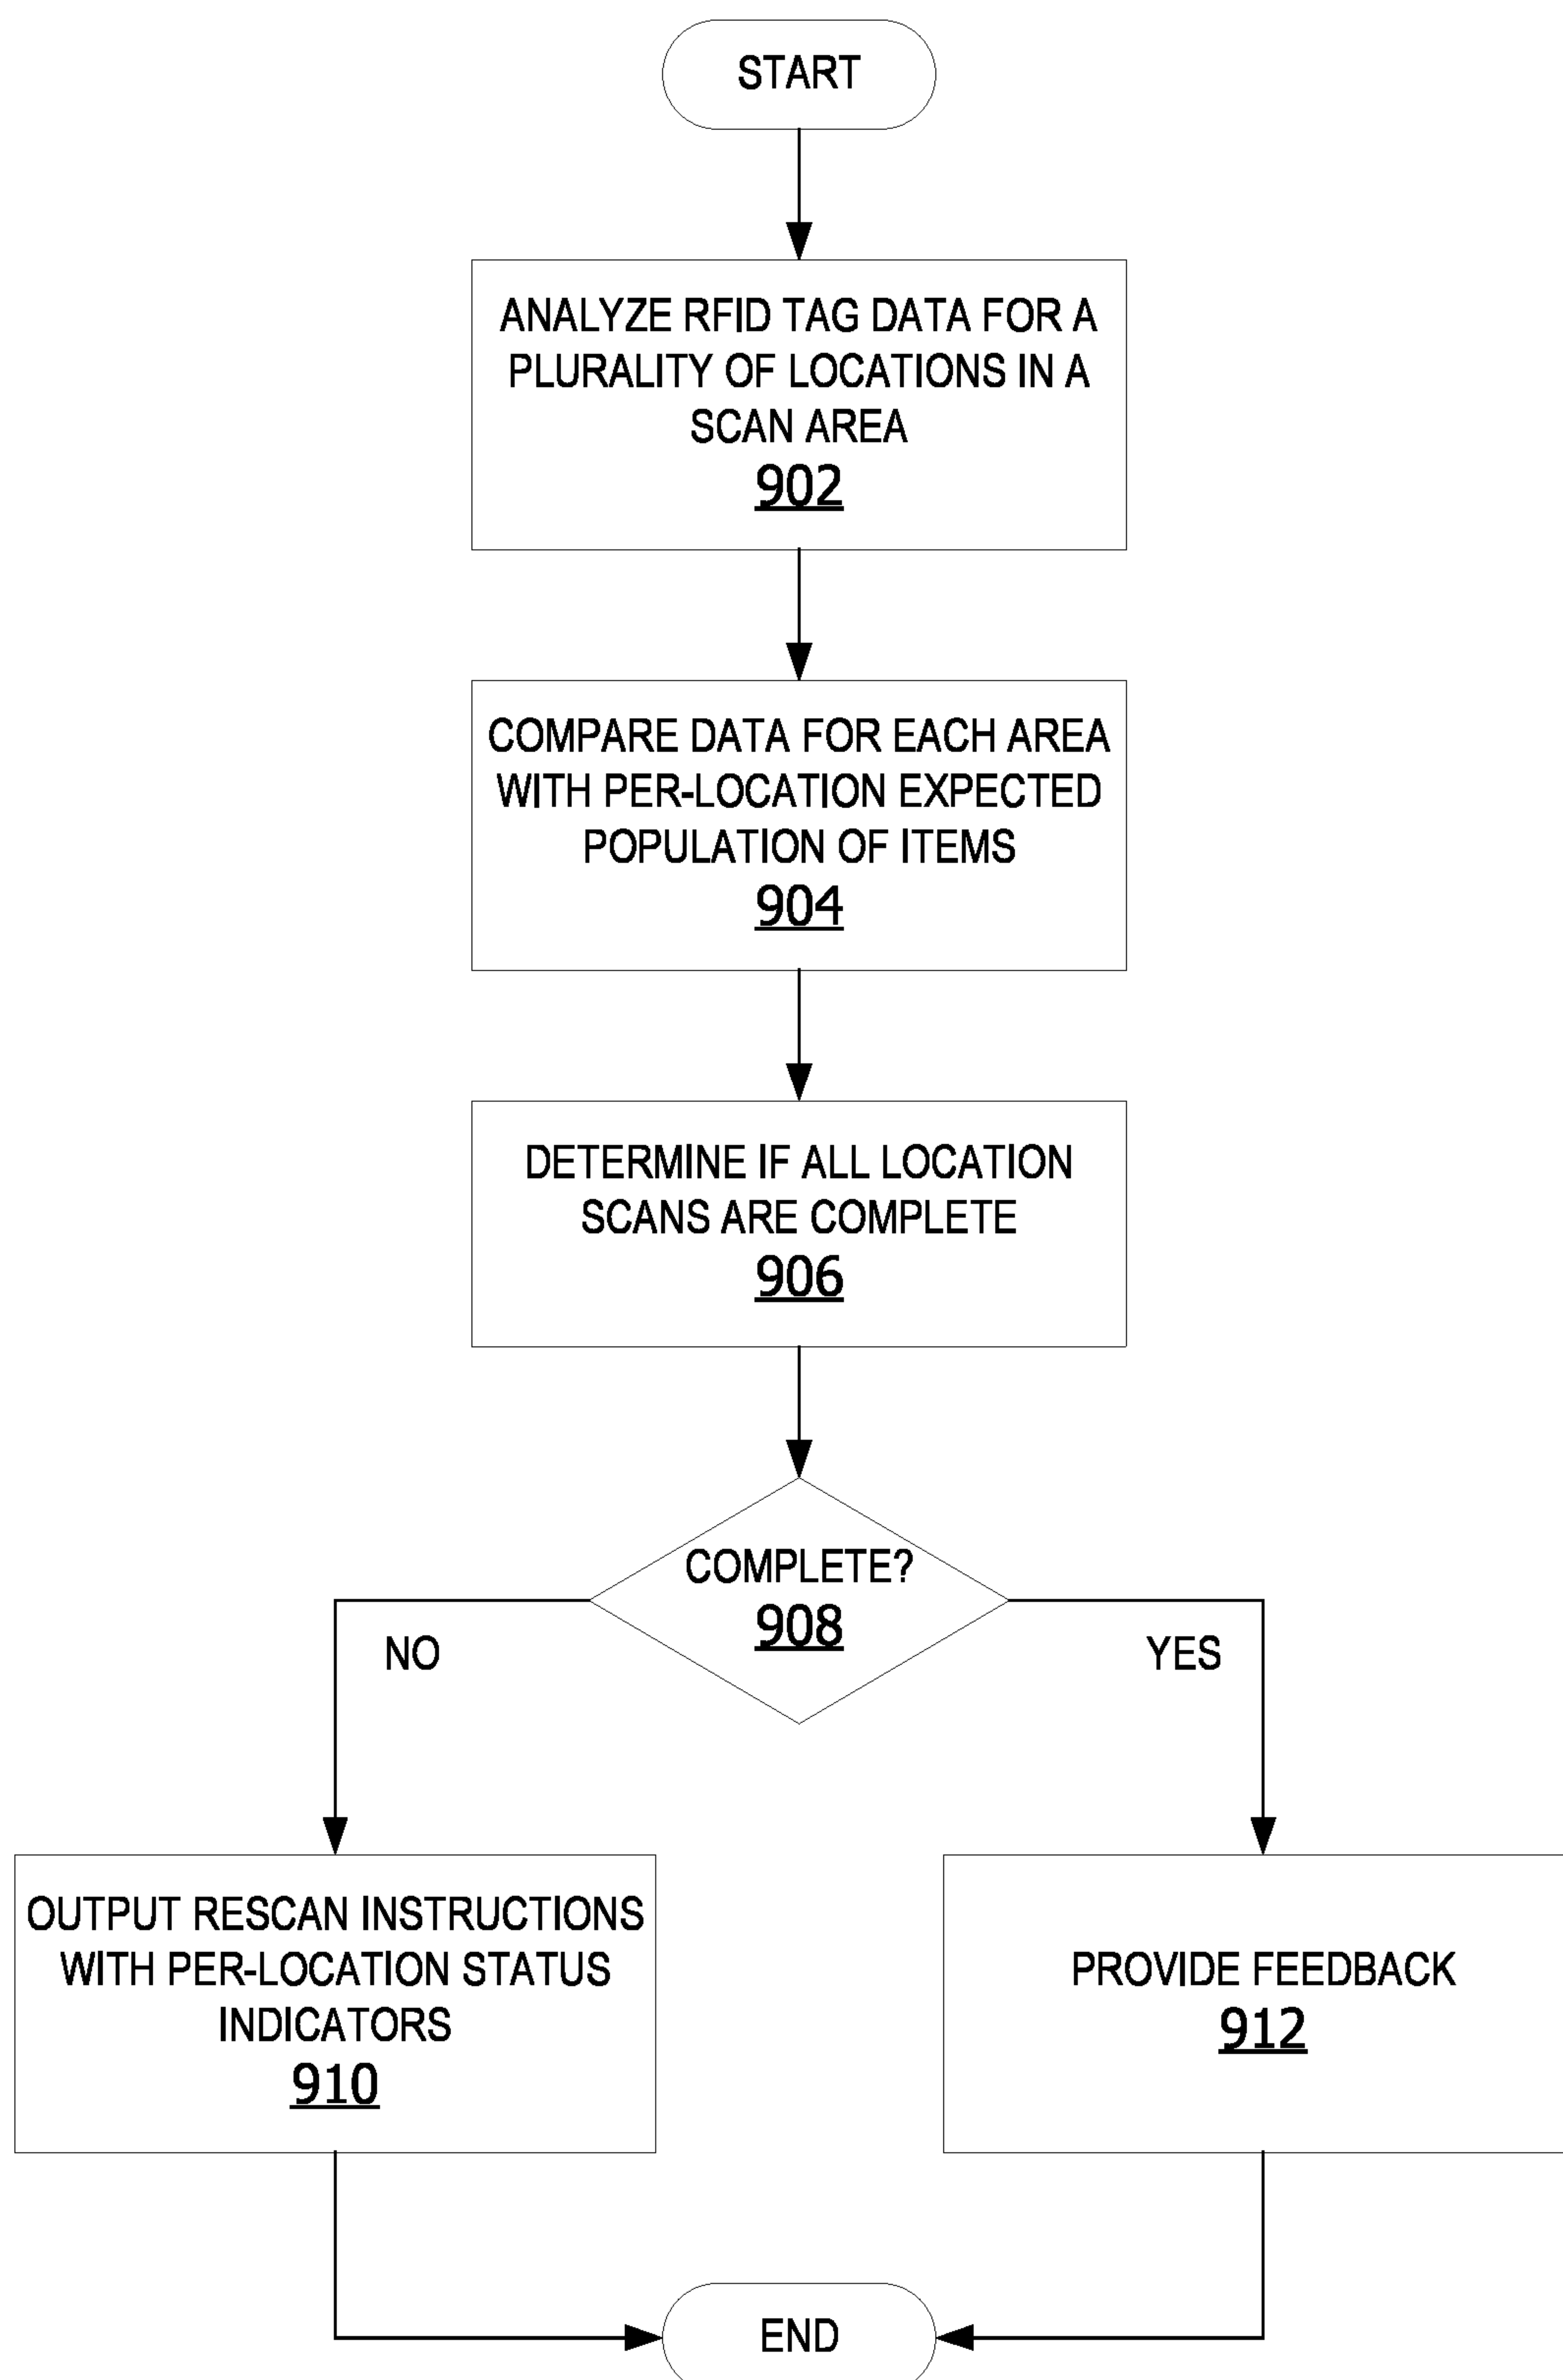 START
ANALYZE RFID TAG DATA FOR A
PLURALITY OF LOCATIONS IN A
SCAN AREA
902
COMPARE DATA FOR EACH AREA
WITH PER-LOCATION EXPECTED
POPULATION OF ITEMS
904
DETERMINE IF ALL LOCATION
SCANS ARE COMPLETE
906
COMPLETE?
908
NO
YES
OUTPUT RESCAN INSTRUCTIONS
WITH PER-LOCATION STATUS
INDICATORS
910
PROVIDE FEEDBACK
912
END